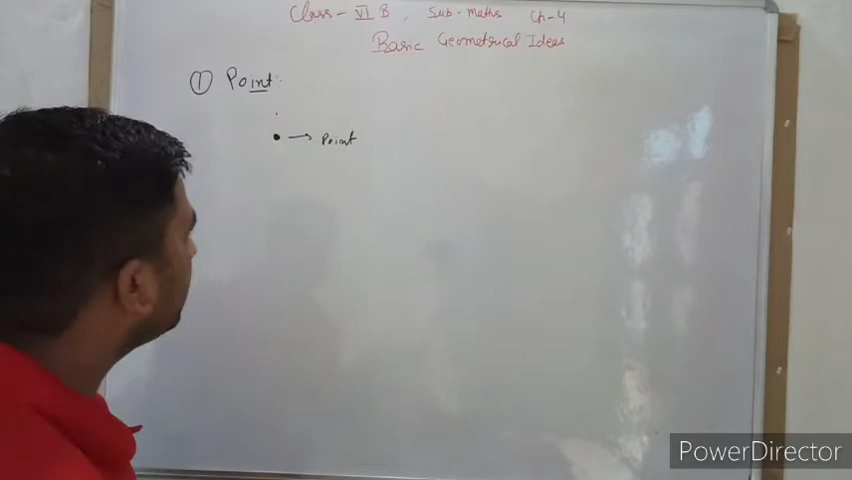 Class - VI B , Sub - Maths Ch - 4
Basic Geometrical Ideas
① Point :
→ Point
PowerDirector